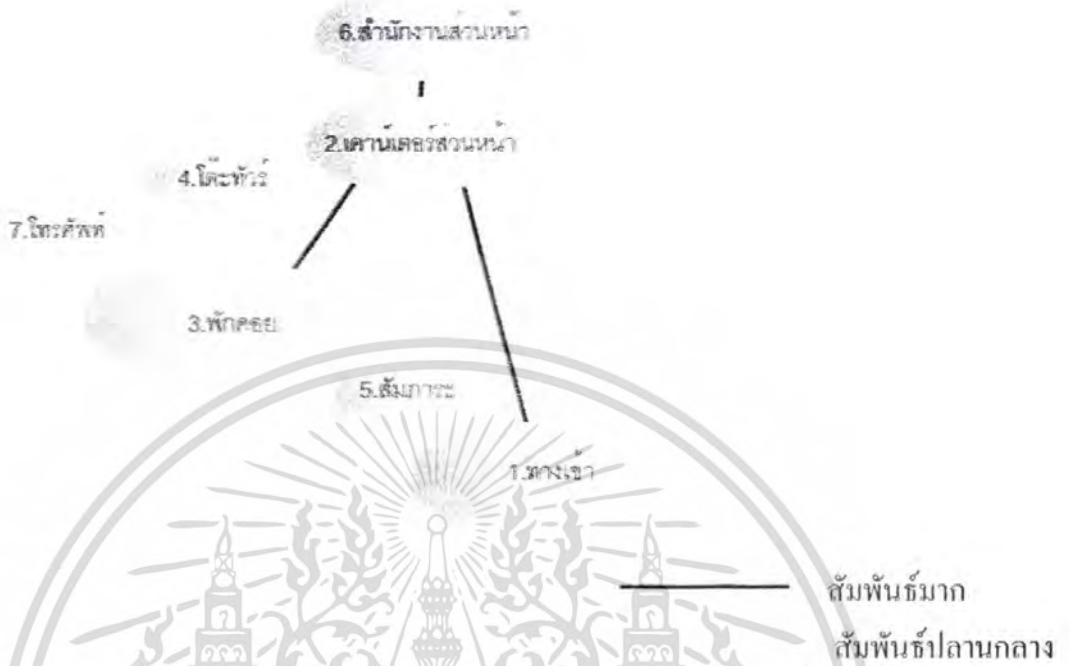 6.สำนักงานส่วนหน้า
2.เคาน์เตอร์ส่วนหน้า
4.โต๊ะทัวร์
7.โทรศัพท์
3.พักคอย
5.สัมภาระ
1.ทางเข้า
สัมพันธ์มาก
สัมพันธ์ปลานกลาง